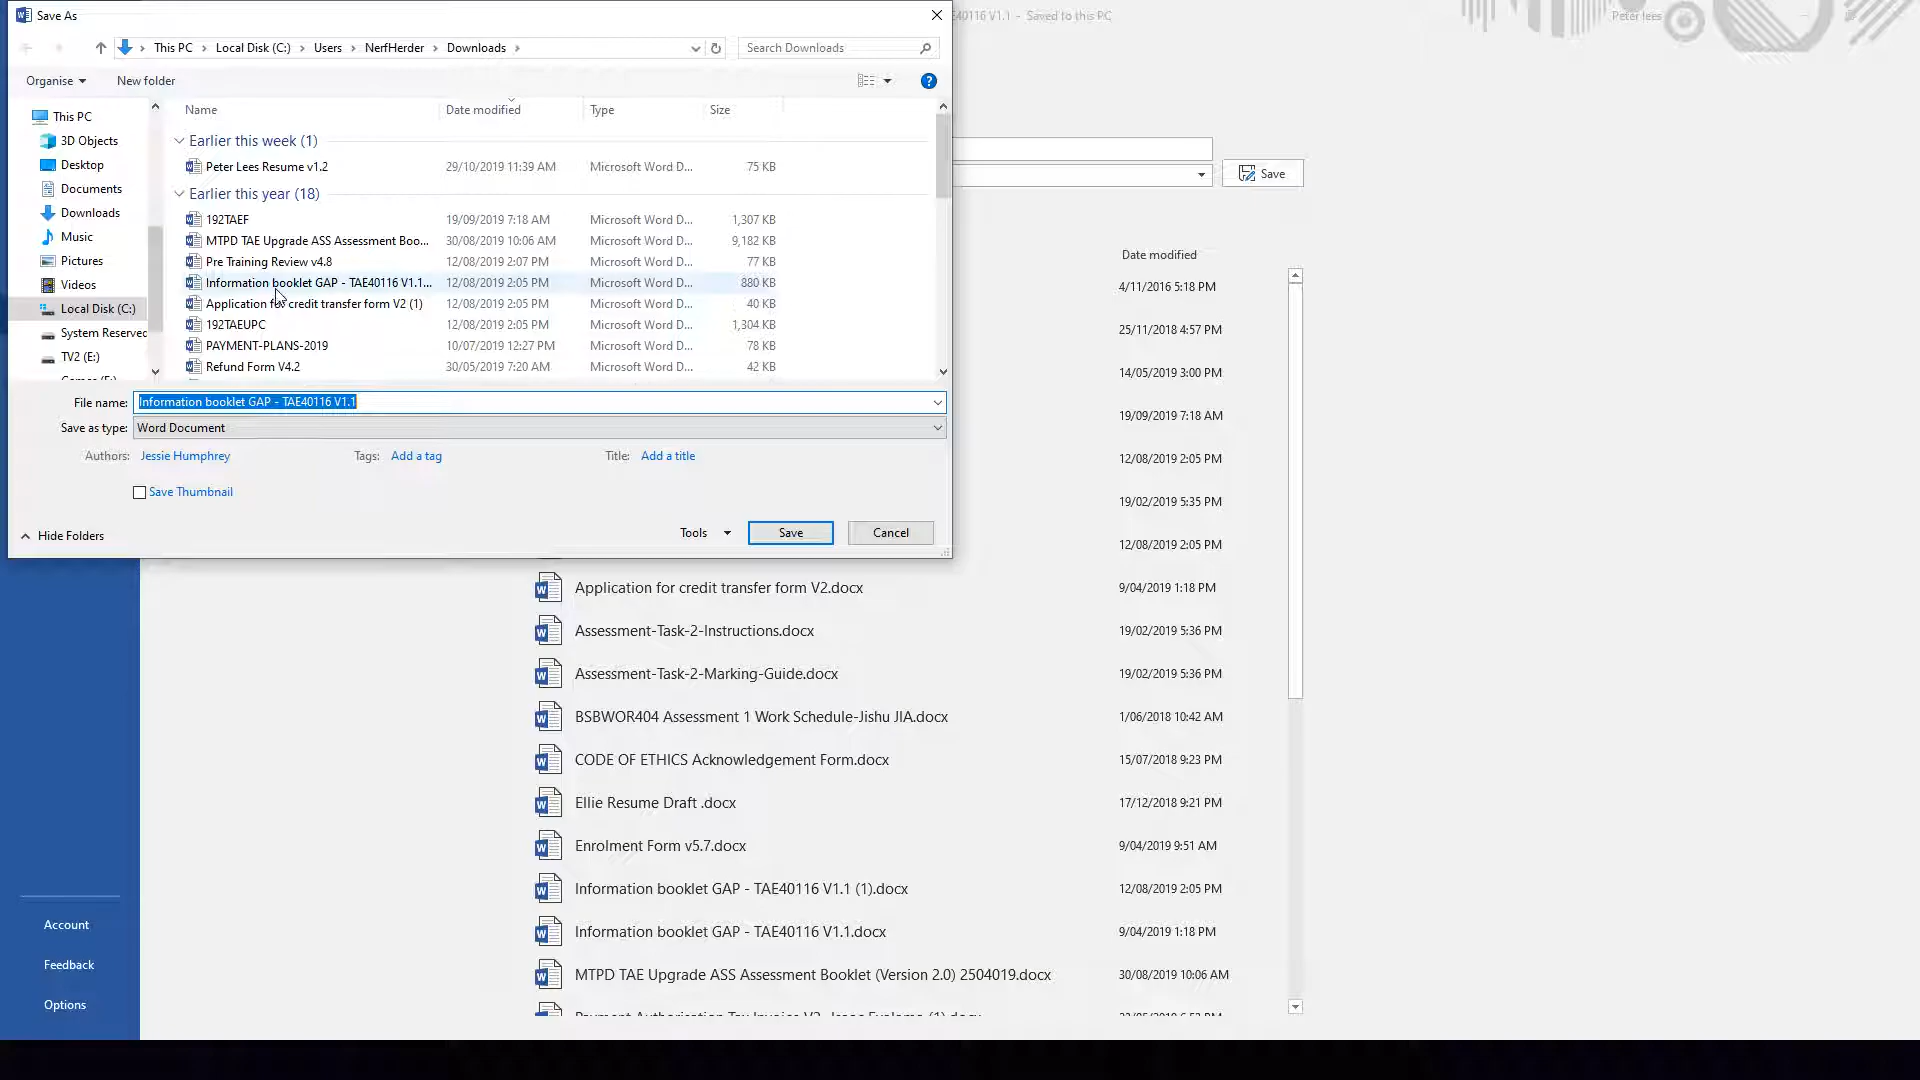 Save As
40116 V1.1 - Saved to this PC
Peter lees
This PC > Local Disk (C:) > Users > NerfHerder > Downloads >
Search Downloads
Organise
New folder
Name
Date modified
Type
Size
This PC
3D Objects
Desktop
Documents
Downloads
Music
Pictures
Videos
Local Disk (C:)
System Reserved
TV2 (E:)
Earlier this week (1)
Peter Lees Resume v1.2 29/10/2019 11:39 AM Microsoft Word D... 75 KB
Earlier this year (18)
192TAEF 19/09/2019 7:18 AM Microsoft Word D... 1,307 KB
MTPD TAE Upgrade ASS Assessment Boo... 30/08/2019 10:06 AM Microsoft Word D... 9,182 KB
Pre Training Review v4.8 12/08/2019 2:07 PM Microsoft Word D... 77 KB
Information booklet GAP - TAE40116 V1.1... 12/08/2019 2:05 PM Microsoft Word D... 880 KB
Application for credit transfer form V2 (1) 12/08/2019 2:05 PM Microsoft Word D... 40 KB
192TAEUPC 12/08/2019 2:05 PM Microsoft Word D... 1,304 KB
PAYMENT-PLANS-2019 10/07/2019 12:27 PM Microsoft Word D... 78 KB
Refund Form V4.2 30/05/2019 7:20 AM Microsoft Word D... 42 KB
File name: Information booklet GAP - TAE40116 V1.1
Save as type: Word Document
Authors: Jessie Humphrey
Tags: Add a tag
Title: Add a title
Save Thumbnail
Hide Folders
Tools
Save
Cancel
Save
Date modified
4/11/2016 5:18 PM
25/11/2018 4:57 PM
14/05/2019 3:00 PM
19/09/2019 7:18 AM
12/08/2019 2:05 PM
19/02/2019 5:35 PM
12/08/2019 2:05 PM
Application for credit transfer form V2.docx 9/04/2019 1:18 PM
Assessment-Task-2-Instructions.docx 19/02/2019 5:36 PM
Assessment-Task-2-Marking-Guide.docx 19/02/2019 5:36 PM
BSBWOR404 Assessment 1 Work Schedule-Jishu JIA.docx 1/06/2018 10:42 AM
CODE OF ETHICS Acknowledgement Form.docx 15/07/2018 9:23 PM
Ellie Resume Draft .docx 17/12/2018 9:21 PM
Enrolment Form v5.7.docx 9/04/2019 9:51 AM
Information booklet GAP - TAE40116 V1.1 (1).docx 12/08/2019 2:05 PM
Information booklet GAP - TAE40116 V1.1.docx 9/04/2019 1:18 PM
MTPD TAE Upgrade ASS Assessment Booklet (Version 2.0) 2504019.docx 30/08/2019 10:06 AM
Account
Feedback
Options